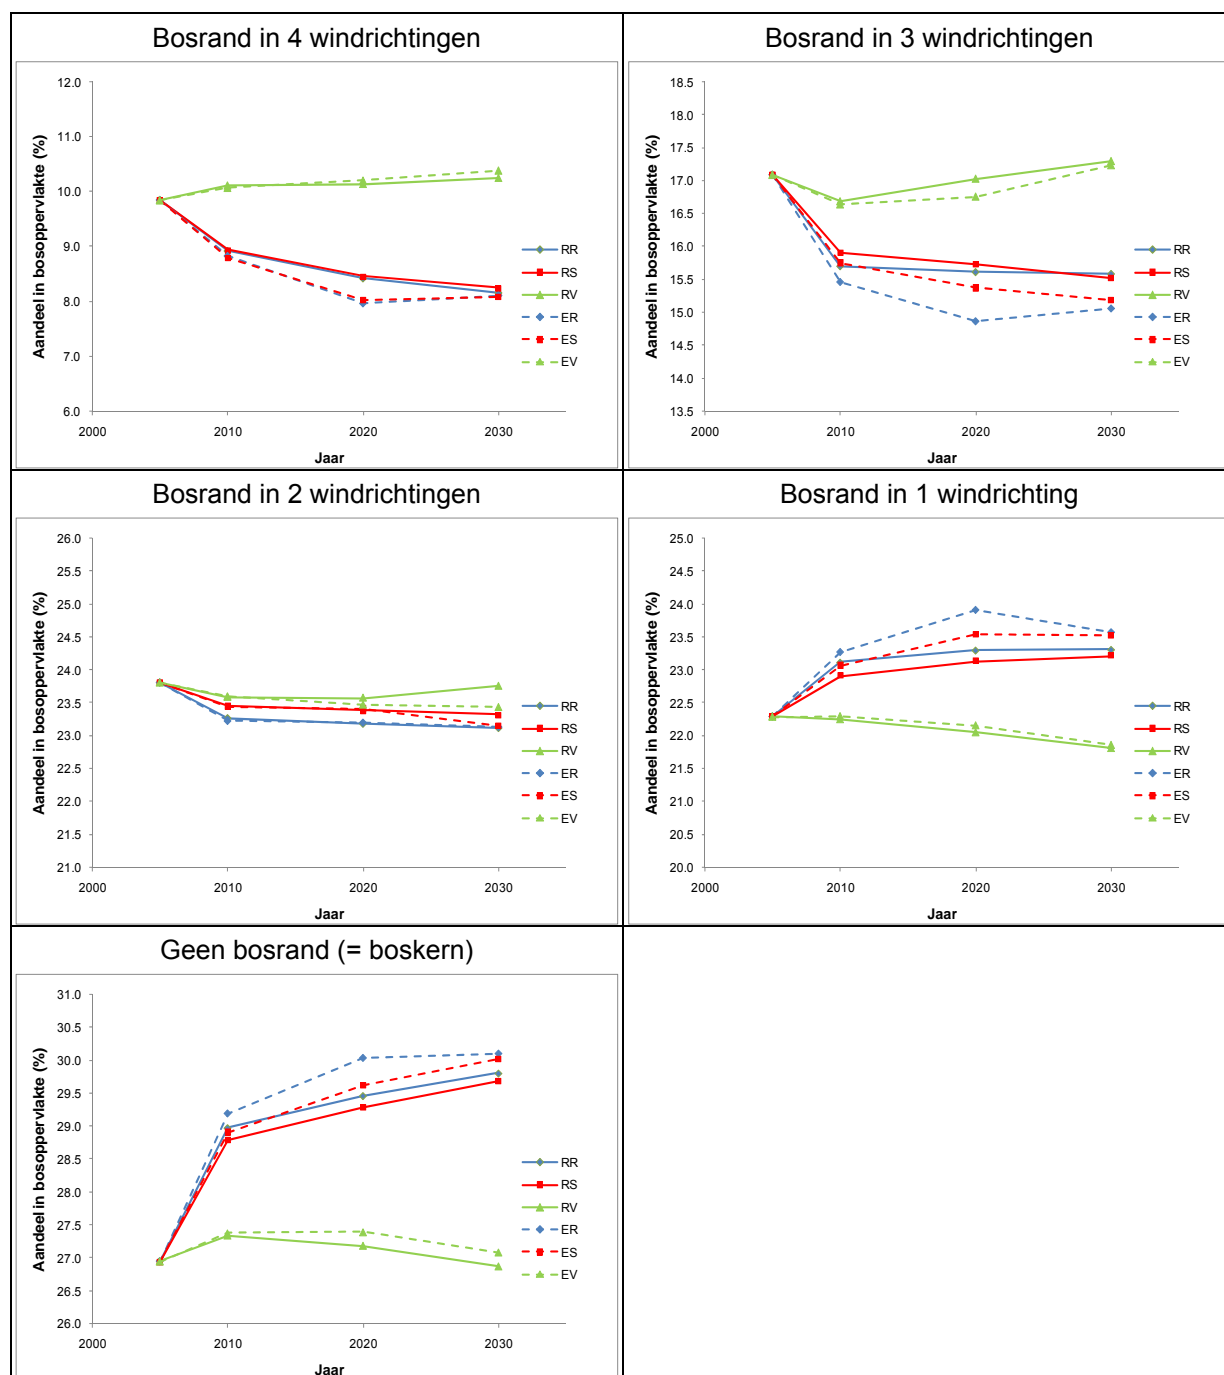 Bosrand in 4 windrichtingen
Aandeel in bosoppervlakte (%)
12.0
11.0
10.0
9.0
8.0
7.0
6.0
2000
2010
2020
2030
Jaar
RR
RS
RV
ER
ES
EV
Bosrand in 3 windrichtingen
Aandeel in bosoppervlakte (%)
18.5
17.5
16.5
15.5
14.5
13.5
18.0
17.0
16.0
15.0
14.0
2000
2010
2020
2030
Jaar
RR
RS
RV
ER
ES
EV
Bosrand in 2 windrichtingen
Aandeel in bosoppervlakte (%)
26.0
25.5
25.0
24.5
24.0
23.5
23.0
22.5
22.0
21.5
21.0
2000
2010
2020
2030
Jaar
RR
RS
RV
ER
ES
EV
Bosrand in 1 windrichting
Aandeel in bosoppervlakte (%)
25.0
24.5
24.0
23.5
23.0
22.5
22.0
21.5
21.0
20.5
20.0
2000
2010
2020
2030
Jaar
RR
RS
RV
ER
ES
EV
Geen bosrand (= boskern)
Aandeel in bosoppervlakte (%)
31.0
30.5
30.0
29.5
29.0
28.5
28.0
27.5
27.0
26.5
26.0
2000
2010
2020
2030
Jaar
RR
RS
RV
ER
ES
EV